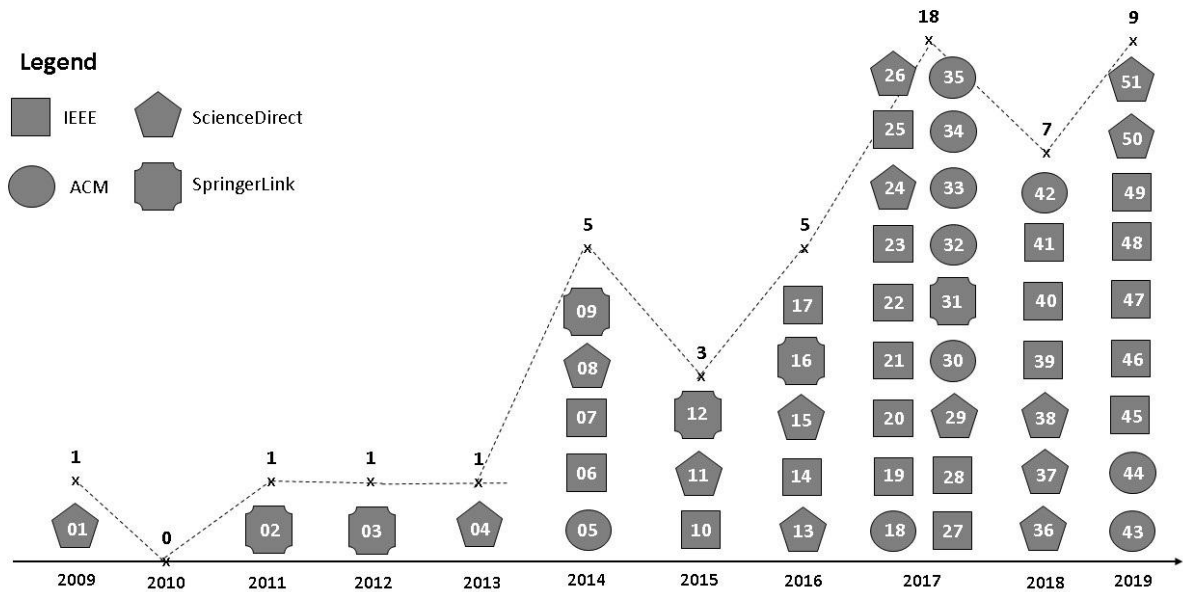 18 9
Legend
26 35 51
IEEE ScienceDirect
25 34 7 50
ACM SpringerLink
24 33 42 49
5 5 23 32 41 48
09 17 22 31 40 47
08 3 16 21 30 39 46
07 12 15 20 29 38 45
1 1 1 1 06 11 14 19 28 37 44
01 0 02 03 04 05 10 13 18 27 36 43
2009 2010 2011 2012 2013 2014 2015 2016 2017 2018 2019
x x x x x x x x x x x